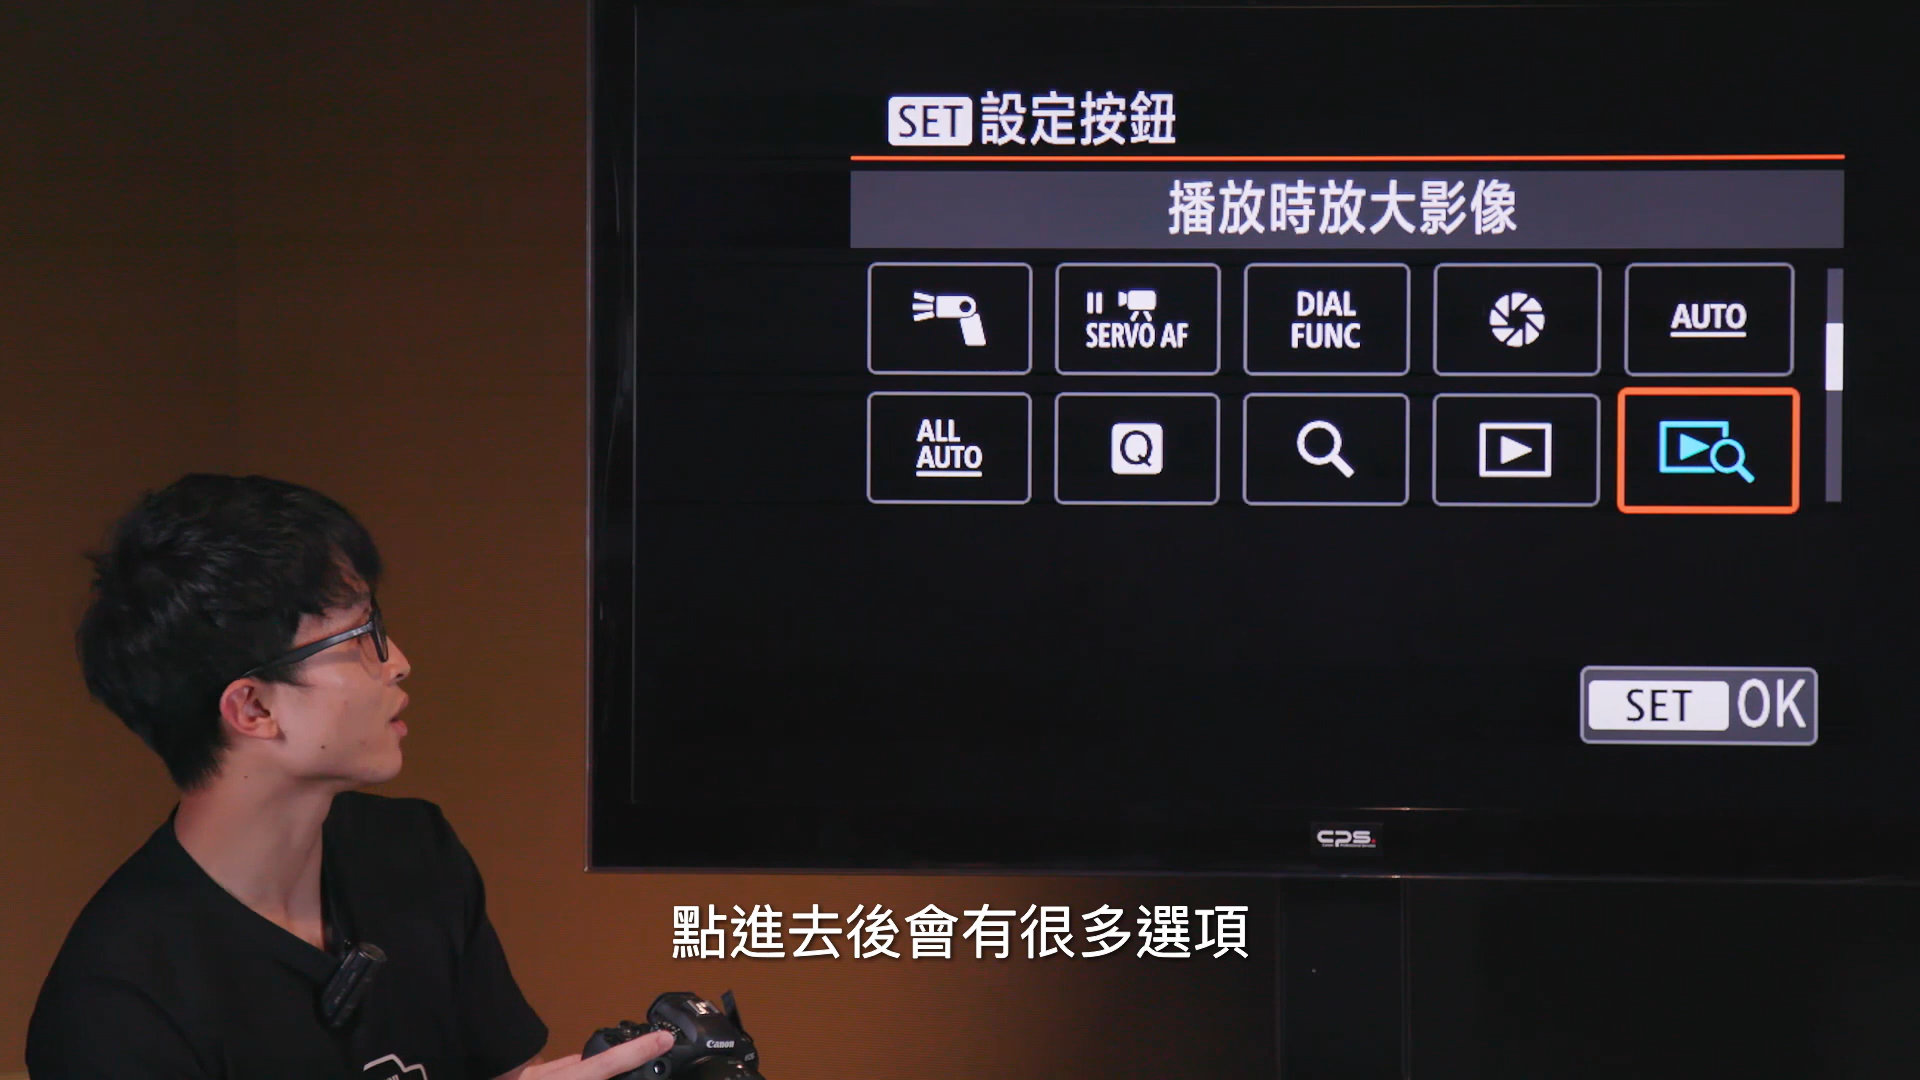 SET 設定按鈕
播放時放大影像
SERVO AF
DIAL FUNC
AUTO
ALL AUTO
Q
SET OK
CPS.
點進去後會有很多選項
Canon